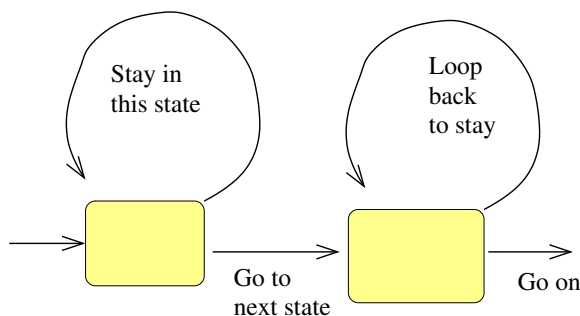 Stay in
this state
Loop
back
to stay
Go to
next state
Go on